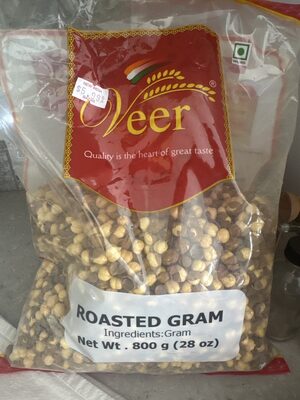 Veer
®
Quality is the heart of great taste
ROASTED GRAM
Ingredients:Gram
Net Wt . 800 g (28 oz)